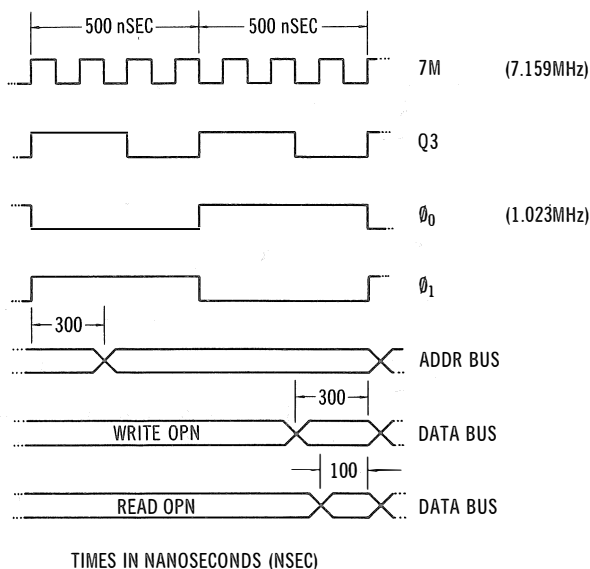 500 nSEC 500 nSEC
7M (7.159MHz)
Q3
Ø0 (1.023MHz)
Ø1
300
ADDR BUS
300
WRITE OPN DATA BUS
100
READ OPN DATA BUS
TIMES IN NANOSECONDS (NSEC)